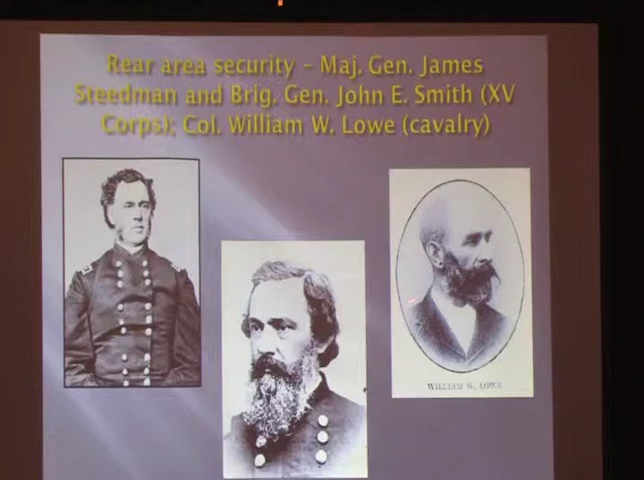 Rear area security - Maj. Gen. James
Steedman and Brig. Gen. John E. Smith (XV
Corps); Col. William W. Lowe (cavalry)
WILLIAM W. LOWE